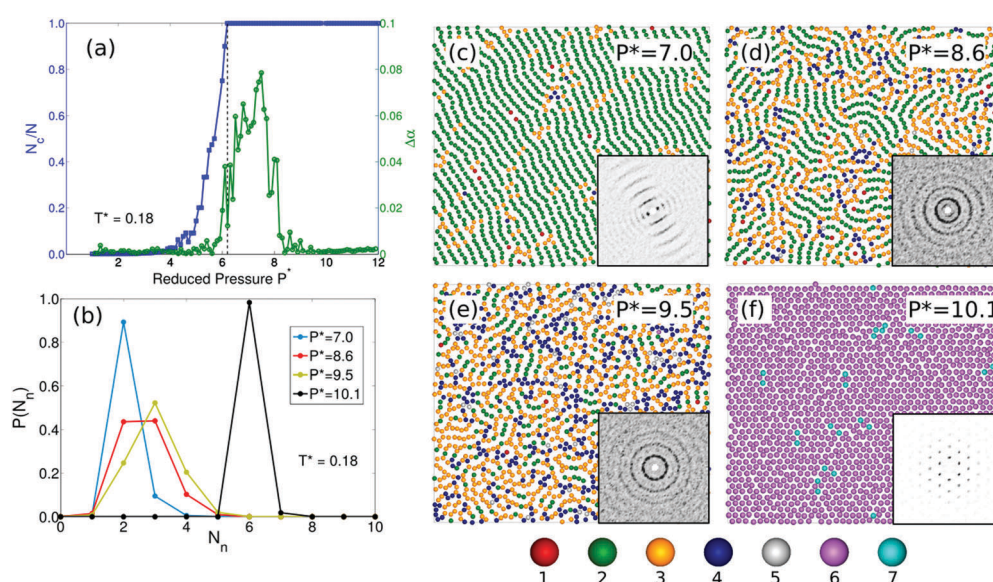 (a)
1.0
0.8
0.6
0.4
0.2
0.0
N_c/N
0.1
0.08
0.06
0.04
0.02
0
Δα
T* = 0.18
2 4 6 8 10 12
Reduced Pressure P*
(b)
1.0
0.8
0.6
0.4
0.2
0.0
P(N_n)
P*=7.0
P*=8.6
P*=9.5
P*=10.1
T* = 0.18
0 2 4 6 8 10
N_n
(c) P*=7.0
(d) P*=8.6
(e) P*=9.5
(f) P*=10.1
1 2 3 4 5 6 7